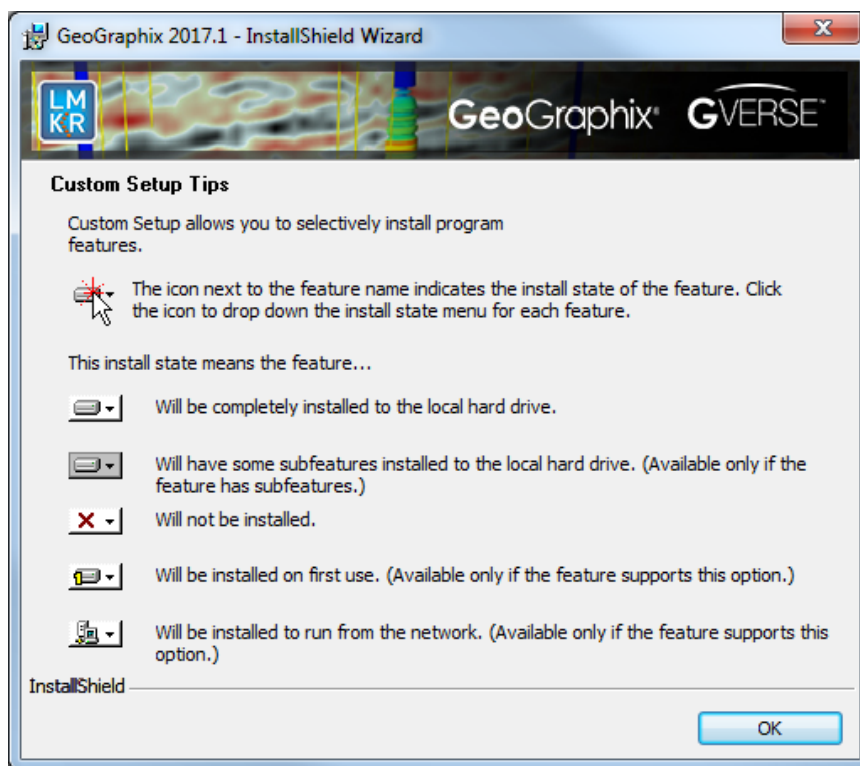 GeoGraphix 2017.1 - InstallShield Wizard
LM
KR
GeoGraphix® GVERSE™
Custom Setup Tips
Custom Setup allows you to selectively install program
features.
The icon next to the feature name indicates the install state of the feature. Click
the icon to drop down the install state menu for each feature.
This install state means the feature...
Will be completely installed to the local hard drive.
Will have some subfeatures installed to the local hard drive. (Available only if the
feature has subfeatures.)
Will not be installed.
Will be installed on first use. (Available only if the feature supports this option.)
Will be installed to run from the network. (Available only if the feature supports this
option.)
InstallShield
OK